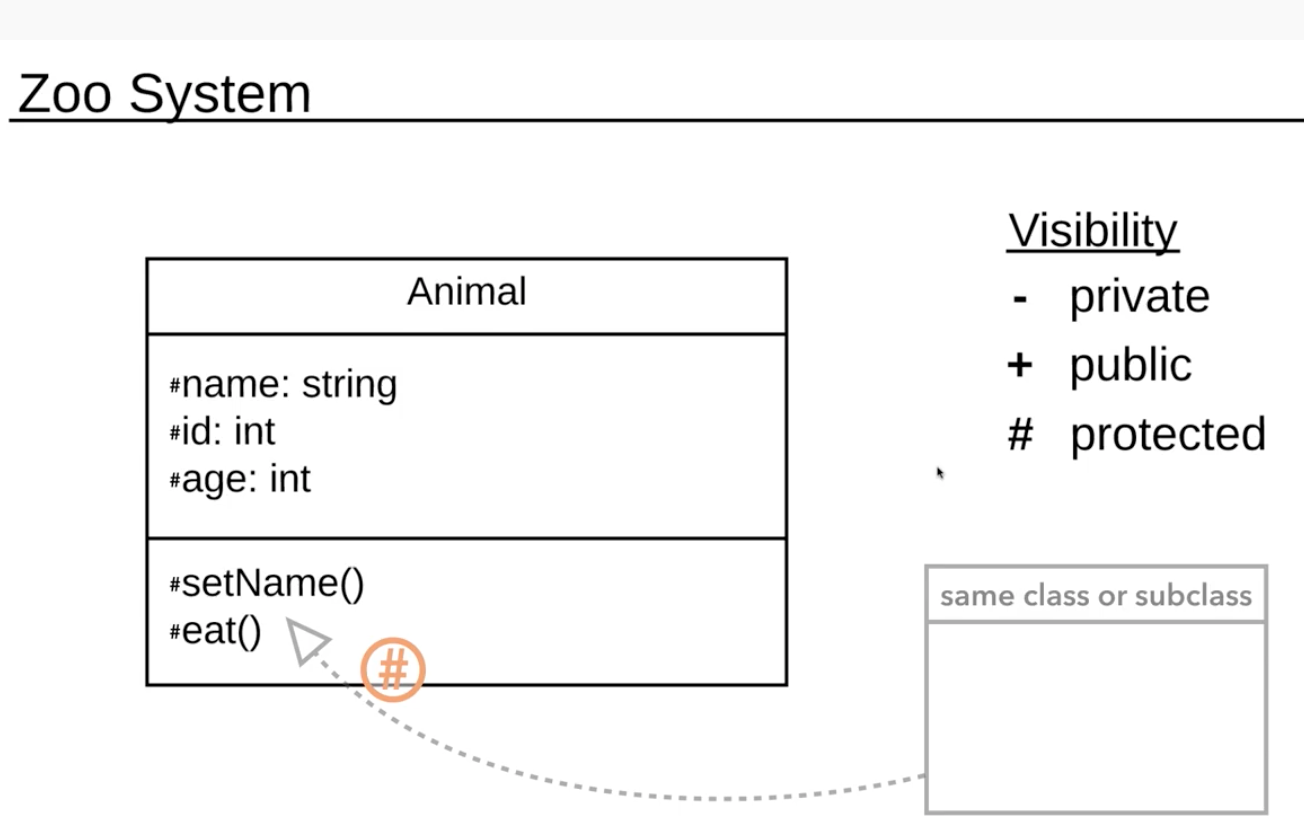 Zoo System
Visibility
- private
+ public
# protected
Animal
#name: string
#id: int
#age: int
#setName()
#eat()
#
same class or subclass